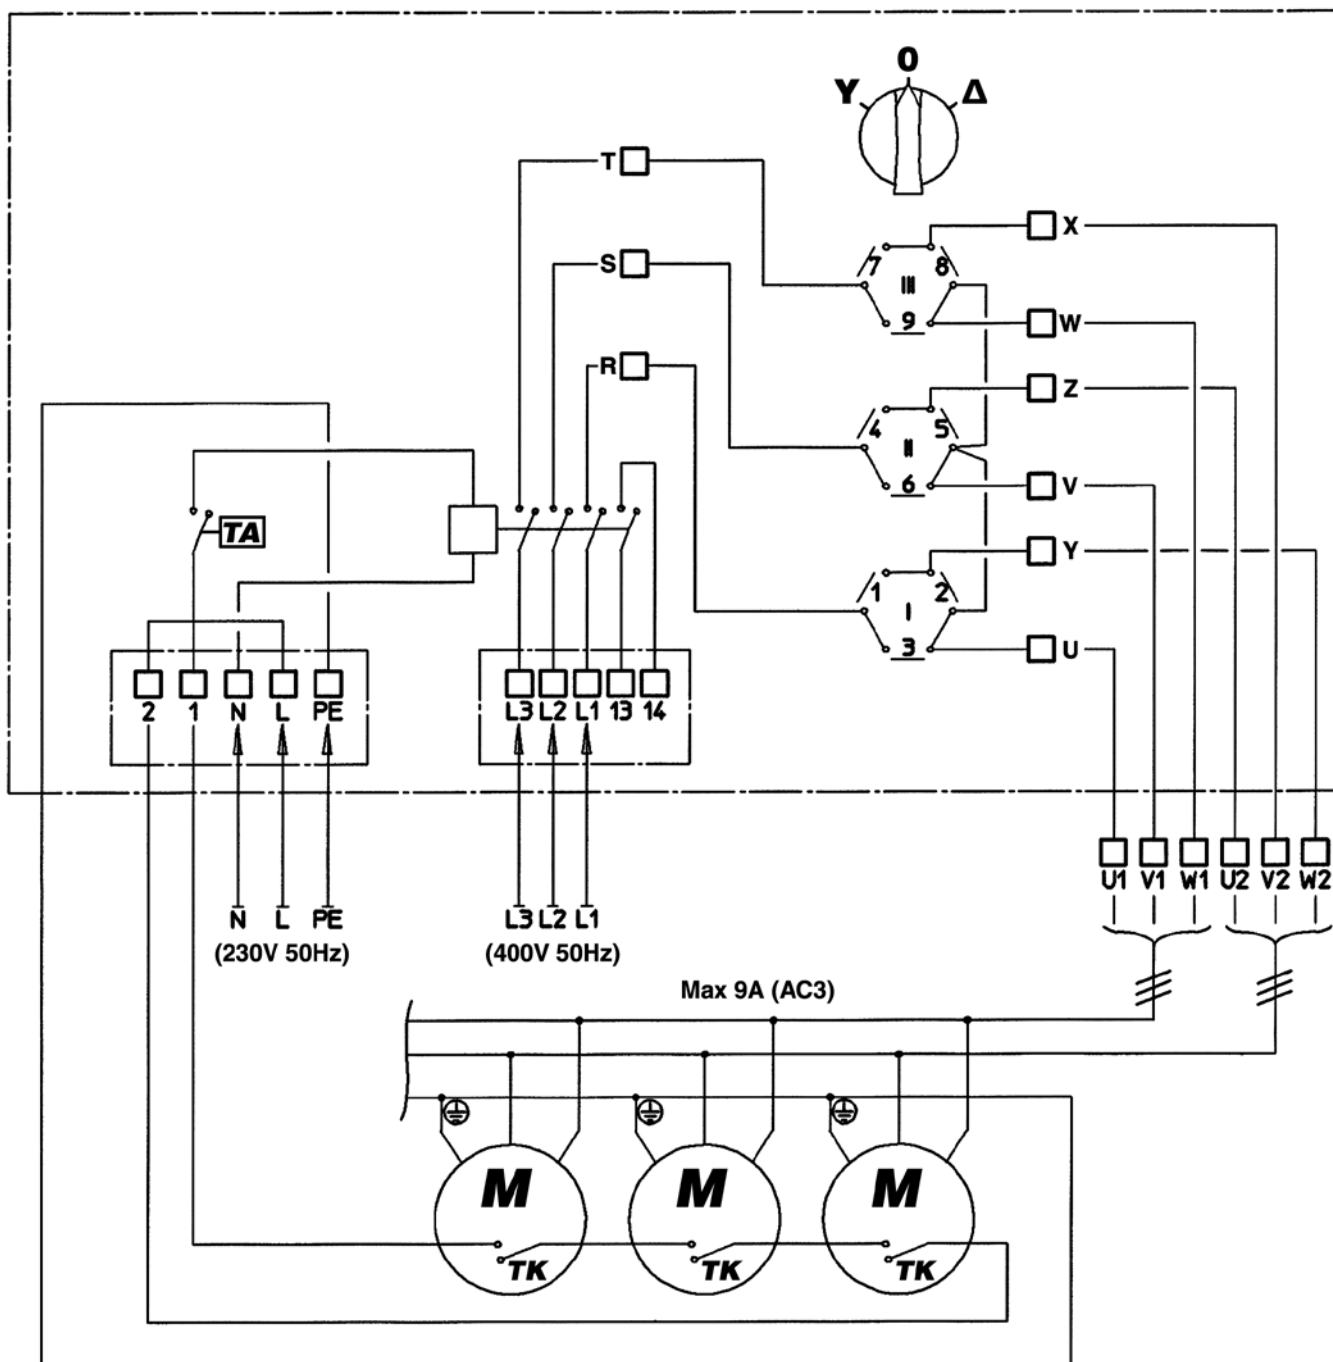 0
Y Δ
T
X
7 8
III
S
9
W
R
Z
4 5
II
6
V
TA
Y
1 2
I
3
U
2 1 N L PE
L3 L2 L1 13 14
U1 V1 W1 U2 V2 W2
N L PE
L3 L2 L1
(230V 50Hz)
(400V 50Hz)
Max 9A (AC3)
M M M
TK TK TK